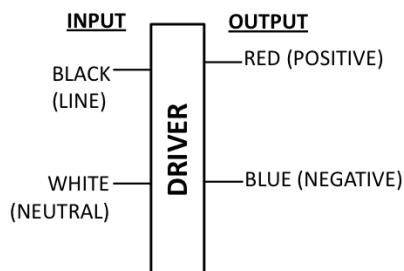 INPUT
OUTPUT
BLACK
(LINE)
RED (POSITIVE)
DRIVER
WHITE
(NEUTRAL)
BLUE (NEGATIVE)